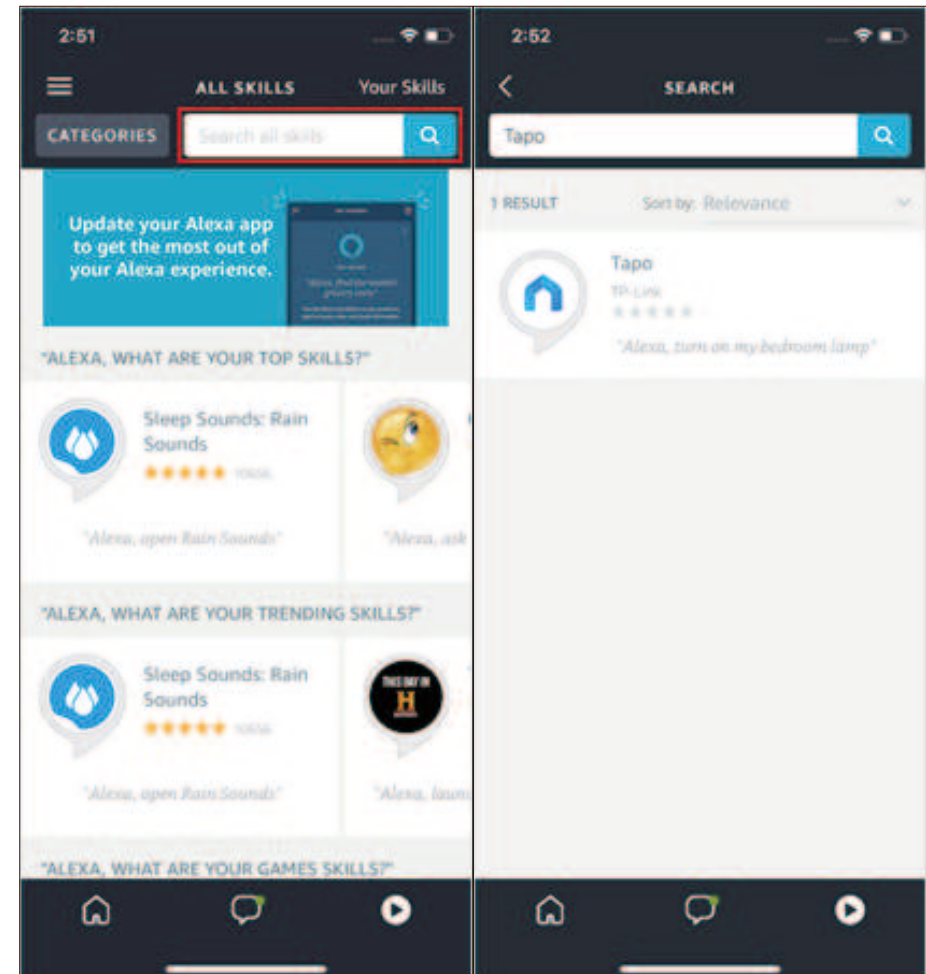 2:51
ALL SKILLS
Your Skills
CATEGORIES
Search all skills
Update your Alexa app
to get the most out of
your Alexa experience.
"ALEXA, WHAT ARE YOUR TOP SKILLS?"
Sleep Sounds: Rain
Sounds
"Alexa, open Rain Sounds"
"Alexa, ask
"ALEXA, WHAT ARE YOUR TRENDING SKILLS?"
Sleep Sounds: Rain
Sounds
THIS DAY IN
H
"Alexa, open Rain Sounds"
"Alexa, laun
"ALEXA, WHAT ARE YOUR GAMES SKILLS?"
2:52
SEARCH
Tapo
1 RESULT
Sort by: Relevance
Tapo
TP-Link
"Alexa, turn on my bedroom lamp"